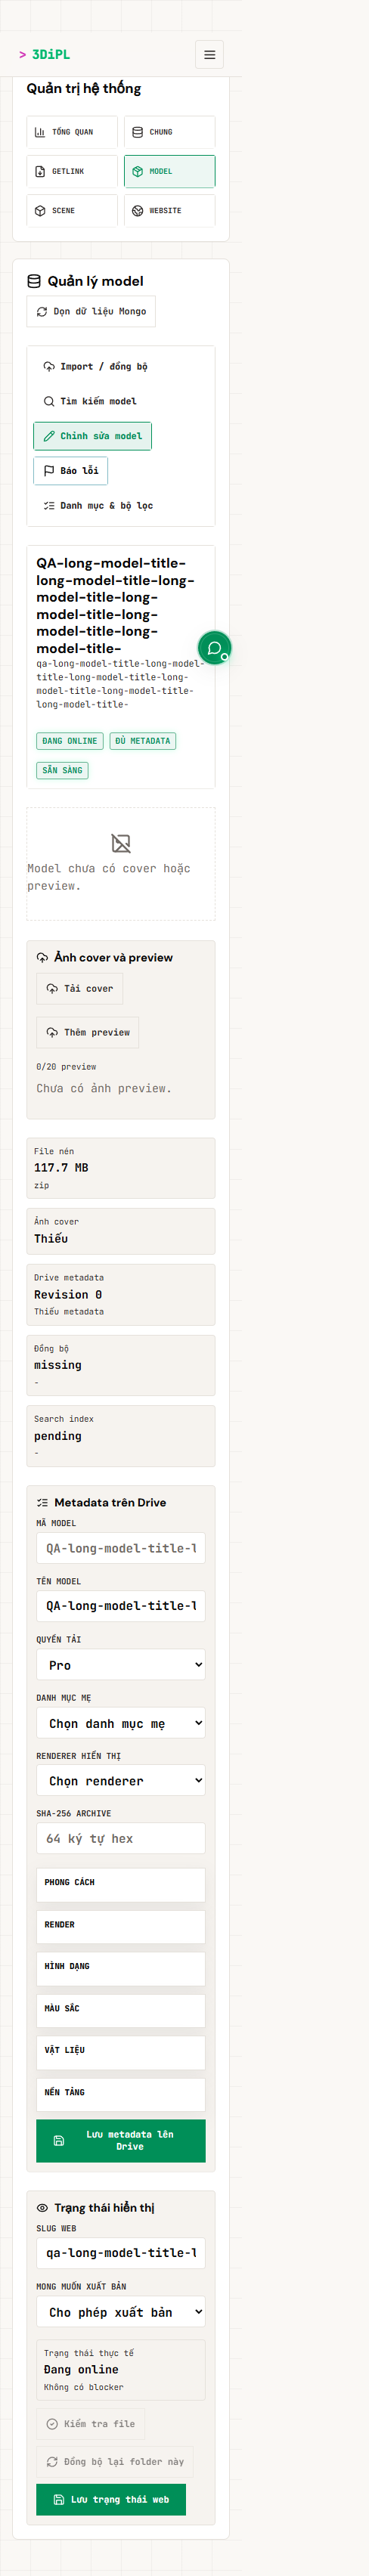 > 3DiPL
Quản trị hệ thống
TỔNG QUAN
CHUNG
GETLINK
MODEL
SCENE
WEBSITE
Quản lý model
Dọn dữ liệu Mongo
Import / đồng bộ
Tìm kiếm model
Chỉnh sửa model
Báo lỗi
Danh mục & bộ lọc
QA-long-model-title-
long-model-title-long-
model-title-long-
model-title-long-
model-title-long-
model-title-
qa-long-model-title-long-model-
title-long-model-title-long-
model-title-long-model-title-
long-model-title-
ĐANG ONLINE
ĐỦ METADATA
SẴN SÀNG
Model chưa có cover hoặc
preview.
Ảnh cover và preview
Tải cover
Thêm preview
0/20 preview
Chưa có ảnh preview.
File nén
117.7 MB
zip
Ảnh cover
Thiếu
Drive metadata
Revision 0
Thiếu metadata
Đồng bộ
missing
-
Search index
pending
-
Metadata trên Drive
MÃ MODEL
QA-long-model-title-l
TÊN MODEL
QA-long-model-title-l
QUYỀN TẢI
Pro
DANH MỤC MẸ
Chọn danh mục mẹ
RENDERER HIỂN THỊ
Chọn renderer
SHA-256 ARCHIVE
64 ký tự hex
PHONG CÁCH
RENDER
HÌNH DẠNG
MÀU SẮC
VẬT LIỆU
NỀN TẢNG
Lưu metadata lên
Drive
Trạng thái hiển thị
SLUG WEB
qa-long-model-title-l
MONG MUỐN XUẤT BẢN
Cho phép xuất bản
Trạng thái thực tế
Đang online
Không có blocker
Kiểm tra file
Đồng bộ lại folder này
Lưu trạng thái web